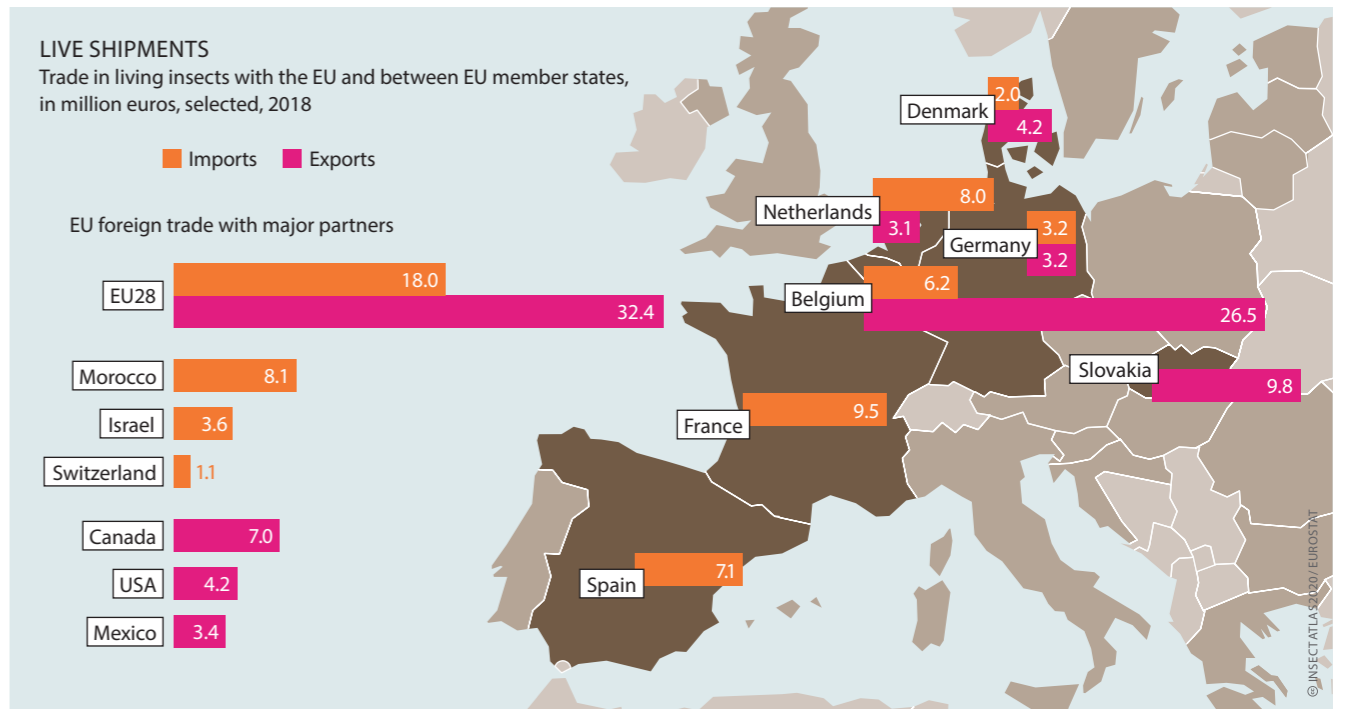 LIVE SHIPMENTS
Trade in living insects with the EU and between EU member states,
in million euros, selected, 2018
Imports
Exports
EU foreign trade with major partners
EU28
18.0
32.4
Morocco
8.1
Israel
3.6
Switzerland
1.1
Canada
7.0
USA
4.2
Mexico
3.4
Denmark
2.0
4.2
Netherlands
8.0
3.1
Germany
3.2
3.2
Belgium
6.2
26.5
Slovakia
9.8
France
9.5
Spain
7.1
INSECT ATLAS 2020 / EUROSTAT